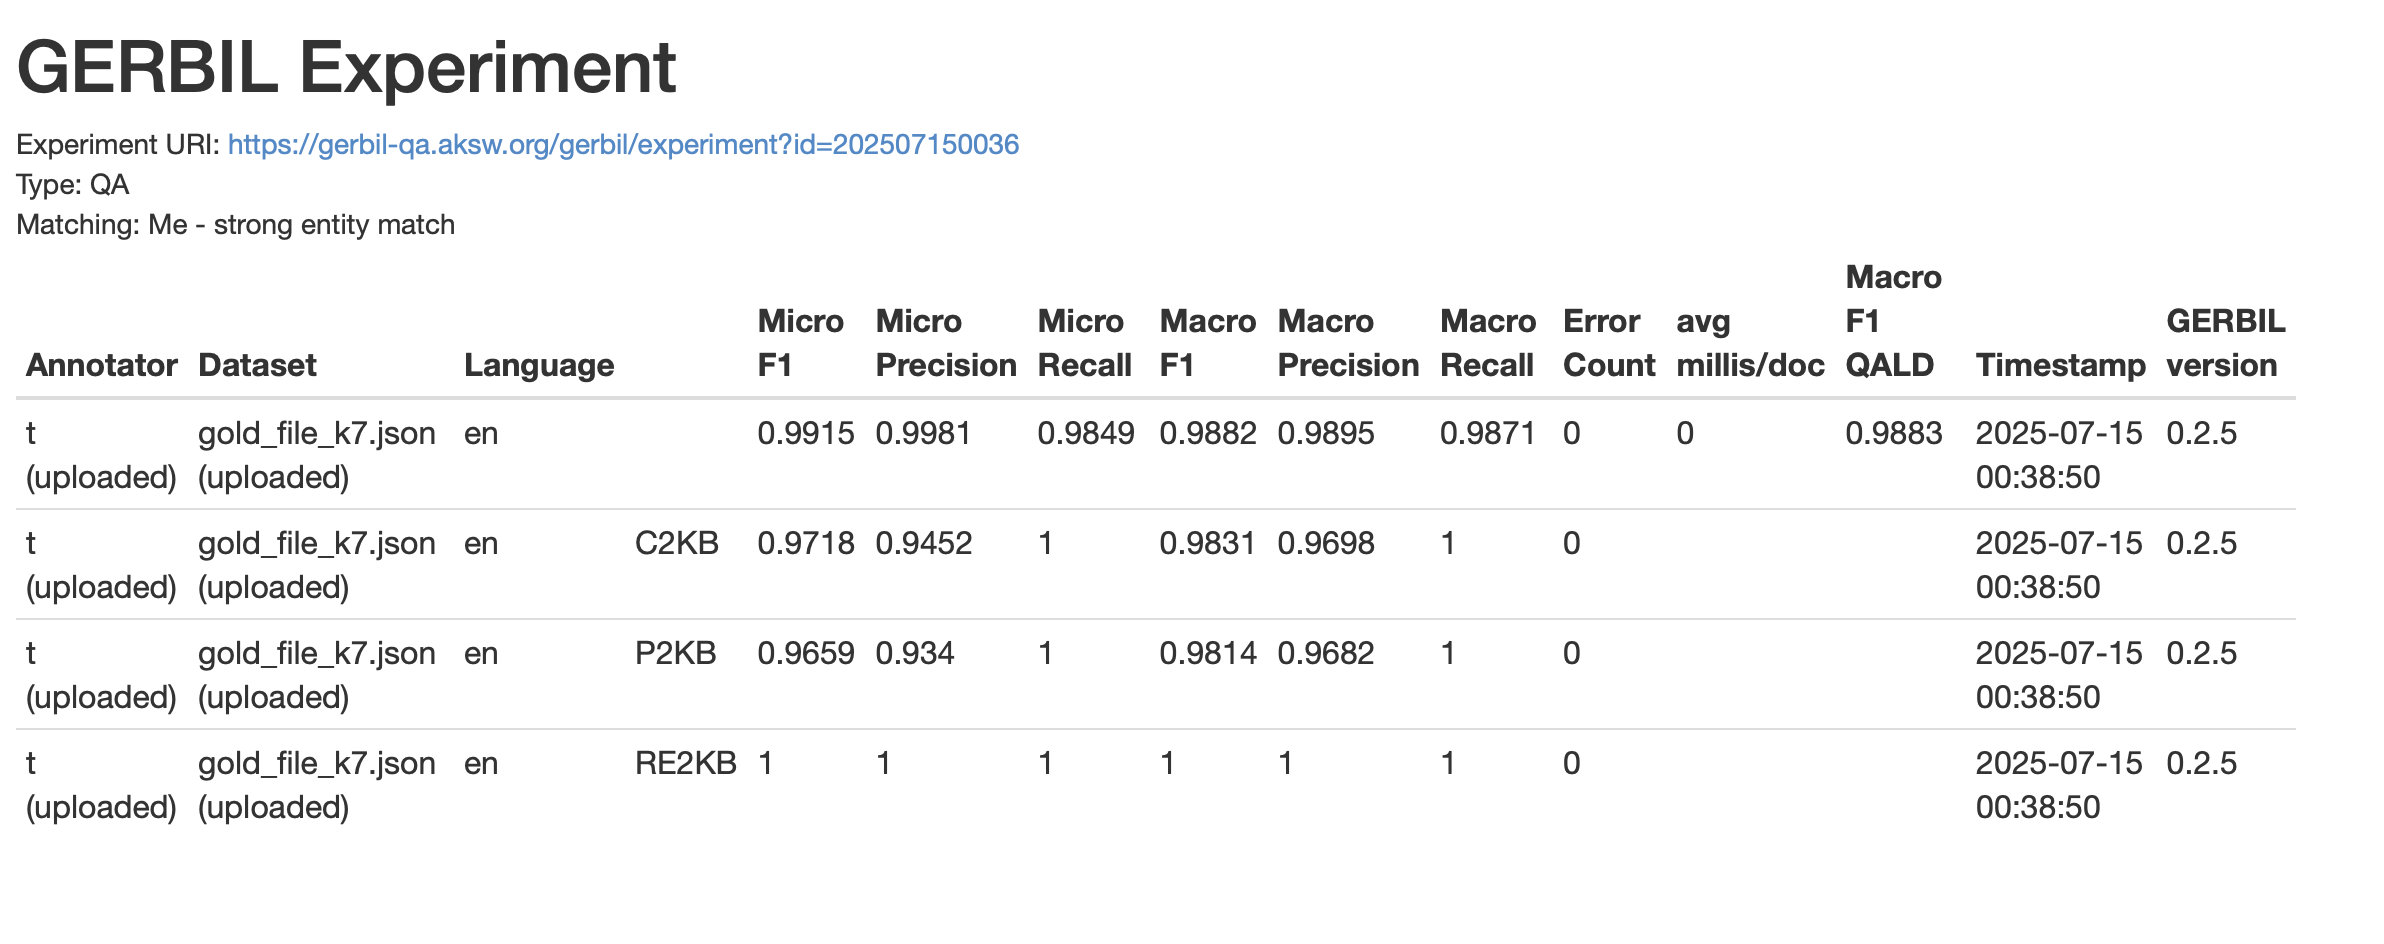 GERBIL Experiment
Experiment URI: https://gerbil-qa.aksw.org/gerbil/experiment?id=202507150036
Type: QA
Matching: Me - strong entity match
Annotator Dataset Language Micro F1 Micro Precision Micro Recall Macro F1 Macro Precision Macro Recall Error Count avg millis/doc Macro F1 QALD Timestamp GERBIL version
t (uploaded) gold_file_k7.json (uploaded) en 0.9915 0.9981 0.9849 0.9882 0.9895 0.9871 0 0 0.9883 2025-07-15 00:38:50 0.2.5
t (uploaded) gold_file_k7.json (uploaded) en C2KB 0.9718 0.9452 1 0.9831 0.9698 1 0 2025-07-15 00:38:50 0.2.5
t (uploaded) gold_file_k7.json (uploaded) en P2KB 0.9659 0.934 1 0.9814 0.9682 1 0 2025-07-15 00:38:50 0.2.5
t (uploaded) gold_file_k7.json (uploaded) en RE2KB 1 1 1 1 1 1 0 2025-07-15 00:38:50 0.2.5